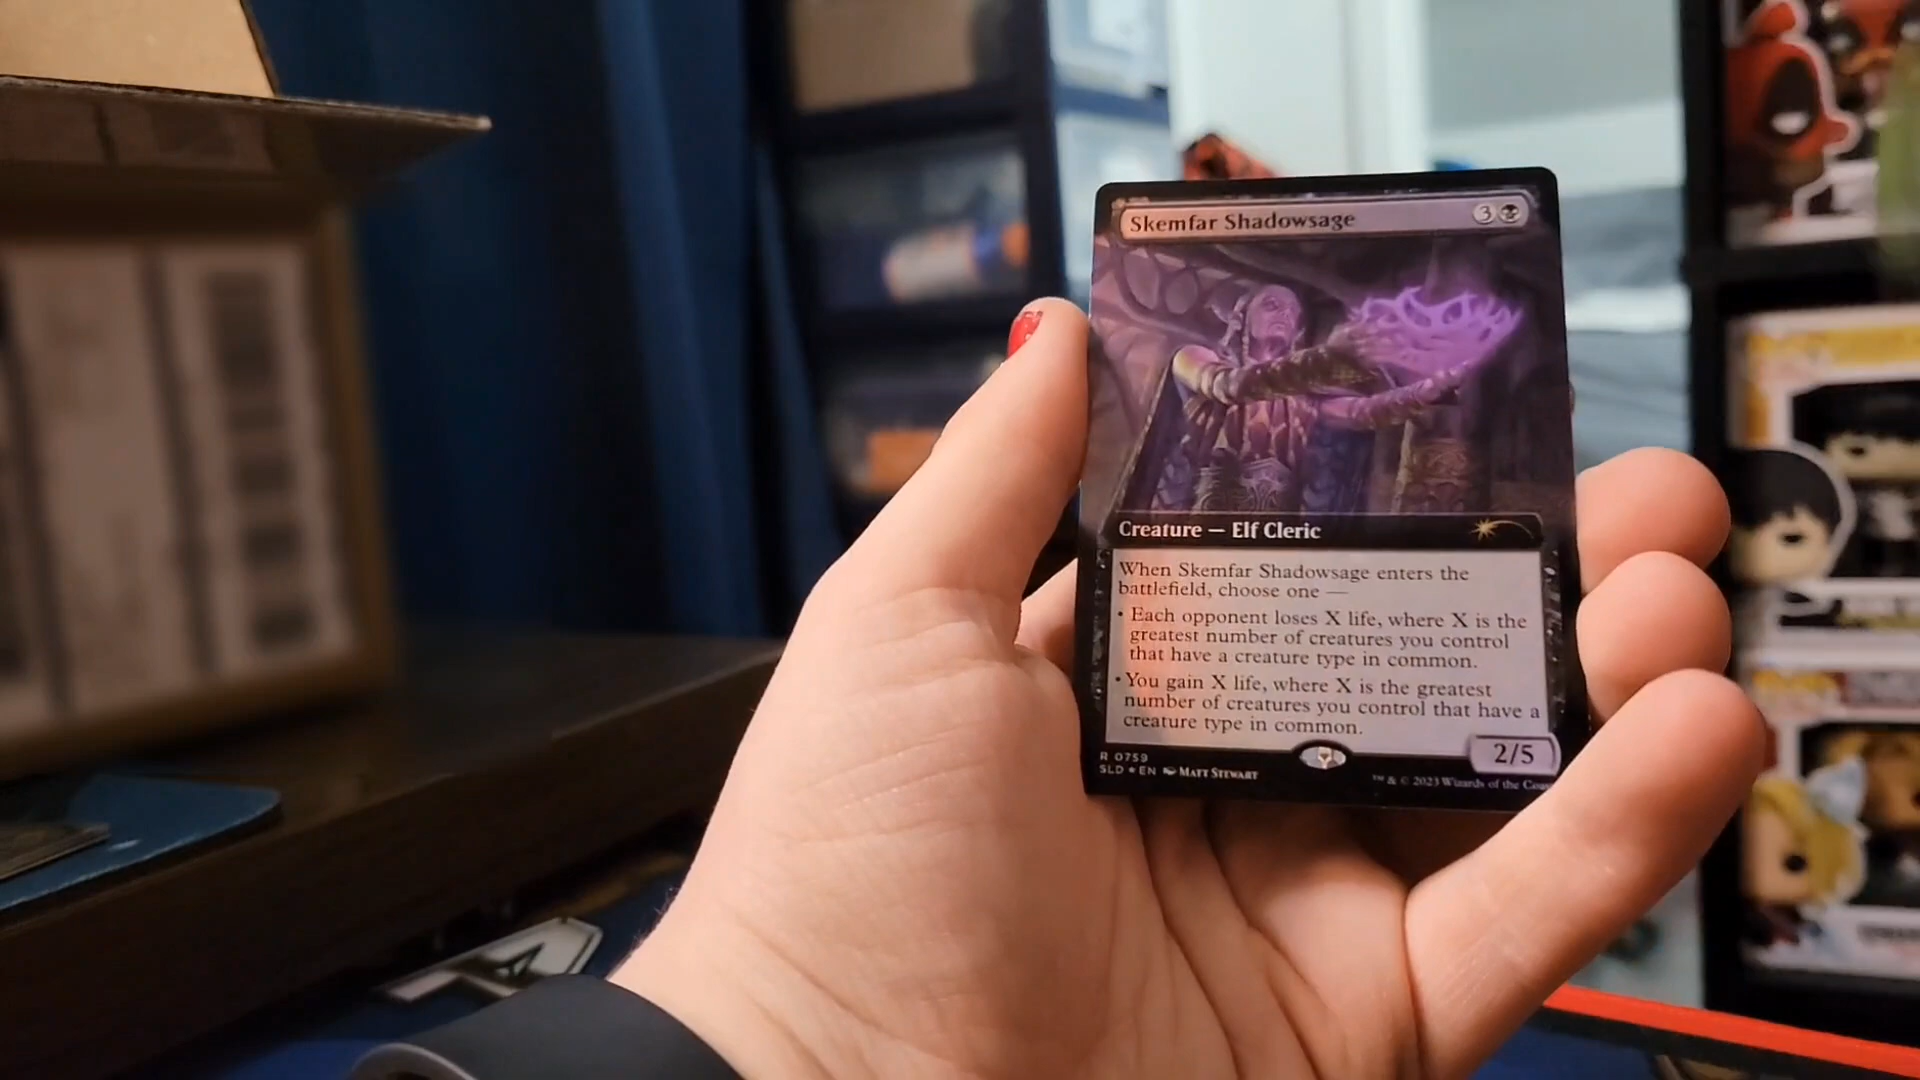 Skemfar Shadowsage 3
Creature — Elf Cleric
When Skemfar Shadowsage enters the
battlefield, choose one —
• Each opponent loses X life, where X is the
greatest number of creatures you control
that have a creature type in common.
• You gain X life, where X is the greatest
number of creatures you control that have a
creature type in common.
2/5
R 0759
SLD ★ EN Matt Stewart
™ & © 2023 Wizards of the